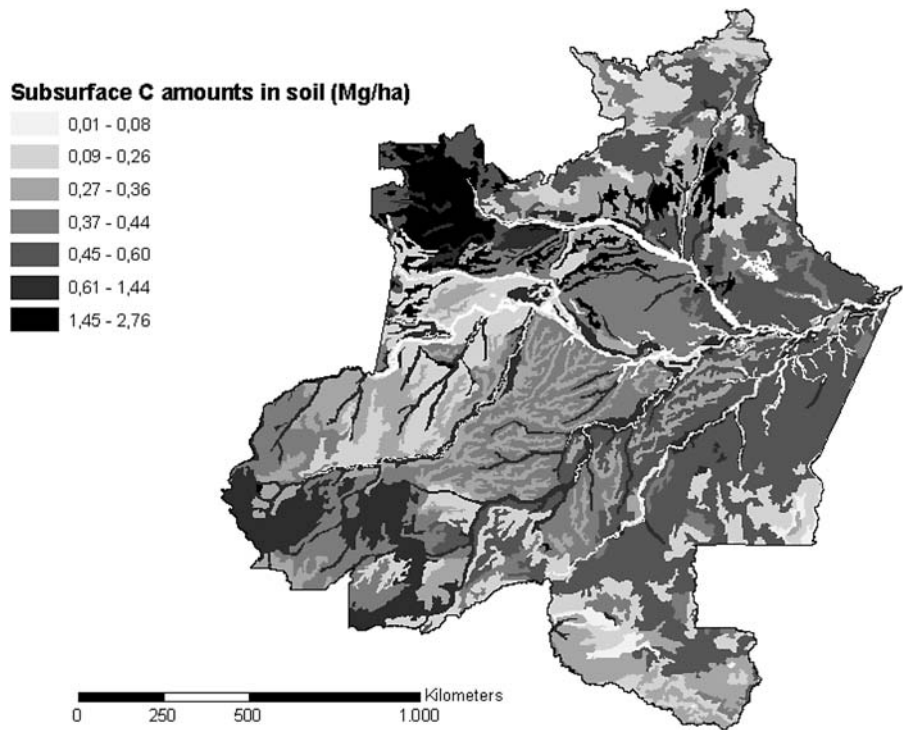 Subsurface C amounts in soil (Mg/ha)
0,01 - 0,08
0,09 - 0,26
0,27 - 0,36
0,37 - 0,44
0,45 - 0,60
0,61 - 1,44
1,45 - 2,76
Kilometers
0 250 500 1.000